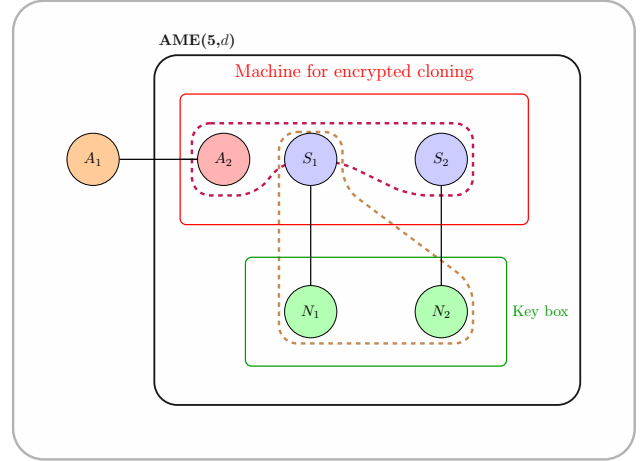 AME(5,d)
Machine for encrypted cloning
A₁ A₂ S₁ S₂
Key box
N₁ N₂